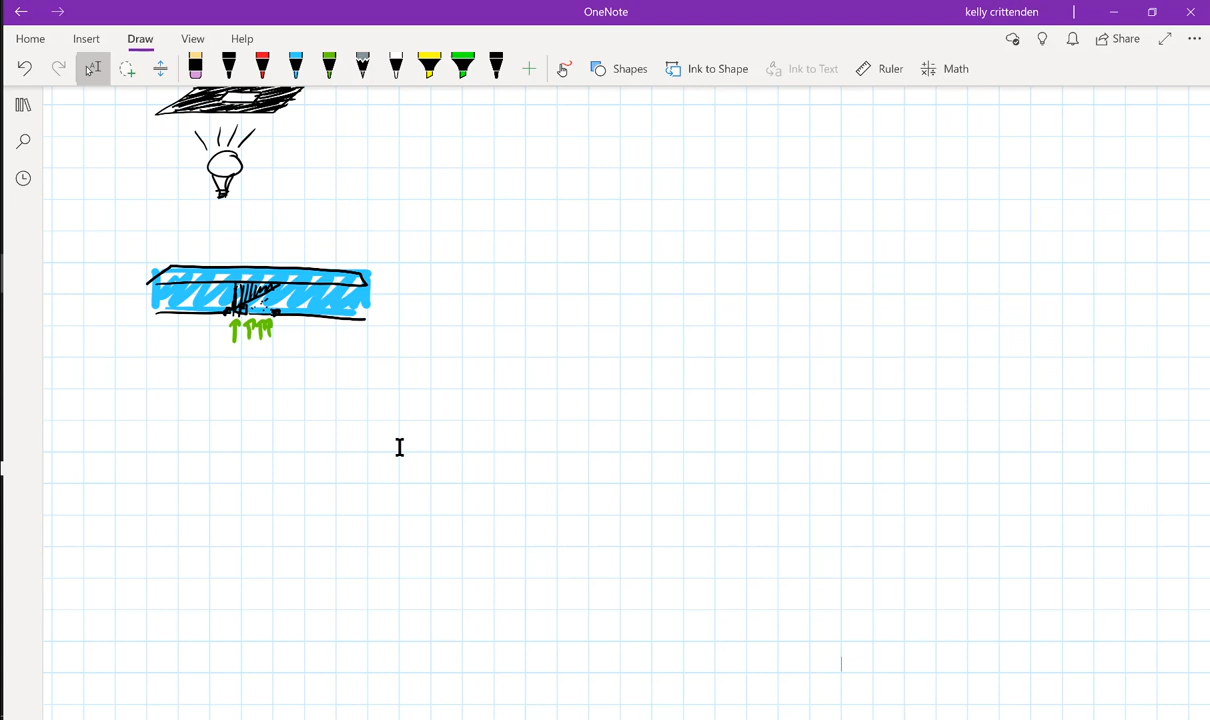 OneNote
kelly crittenden
Home
Insert
Draw
View
Help
Share
Shapes
Ink to Shape
Ink to Text
Ruler
Math